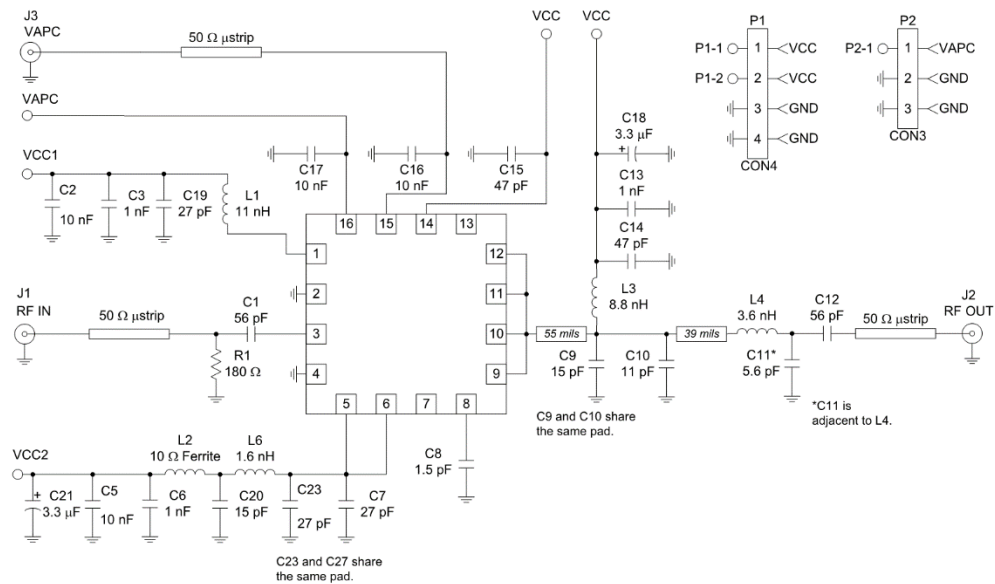 J3
VAPC
50 Ω µstrip
VAPC
VCC1
C2
10 nF
C3
1 nF
C19
27 pF
L1
11 nH
C17
10 nF
C16
10 nF
C15
47 pF
VCC
VCC
C18
3.3 µF
+
C13
1 nF
C14
47 pF
L3
8.8 nH
P1
P1-1
1
VCC
P1-2
2
VCC
3
GND
4
GND
CON4
P2
P2-1
1
VAPC
2
GND
3
GND
CON3
16
15
14
13
1
2
3
4
12
11
10
9
5
6
7
8
J1
RF IN
50 Ω µstrip
C1
56 pF
R1
180 Ω
55 mils
C9
15 pF
C10
11 pF
39 mils
L4
3.6 nH
C11*
5.6 pF
C12
56 pF
50 Ω µstrip
J2
RF OUT
C9 and C10 share
the same pad.
*C11 is
adjacent to L4.
C8
1.5 pF
VCC2
L2
10 Ω Ferrite
L6
1.6 nH
+
C21
3.3 µF
C5
10 nF
C6
1 nF
C20
15 pF
C23
27 pF
C7
27 pF
C23 and C27 share
the same pad.